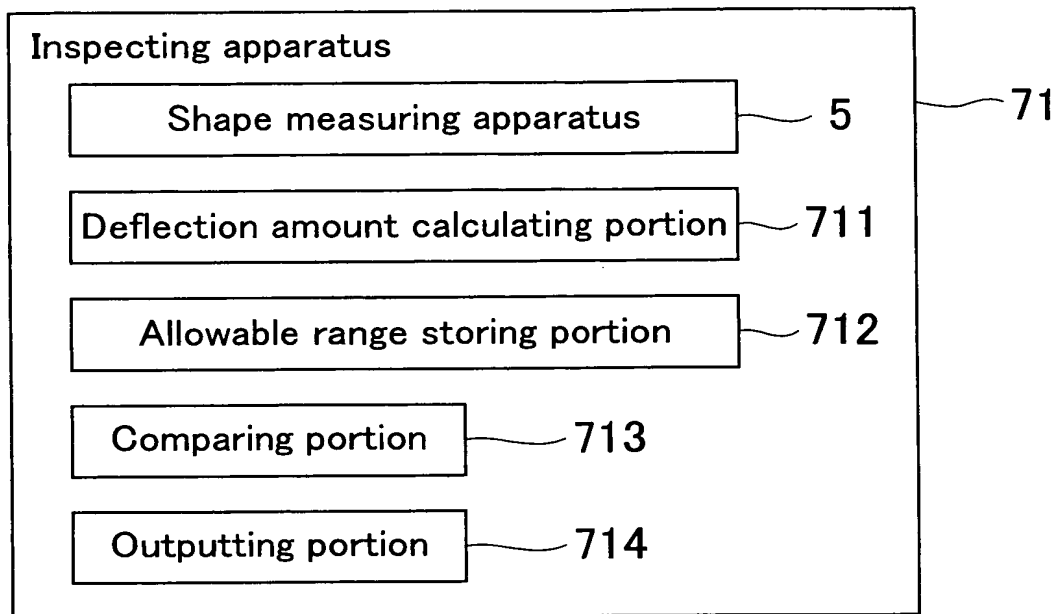 Inspecting apparatus
71
Shape measuring apparatus 5
Deflection amount calculating portion 711
Allowable range storing portion 712
Comparing portion 713
Outputting portion 714